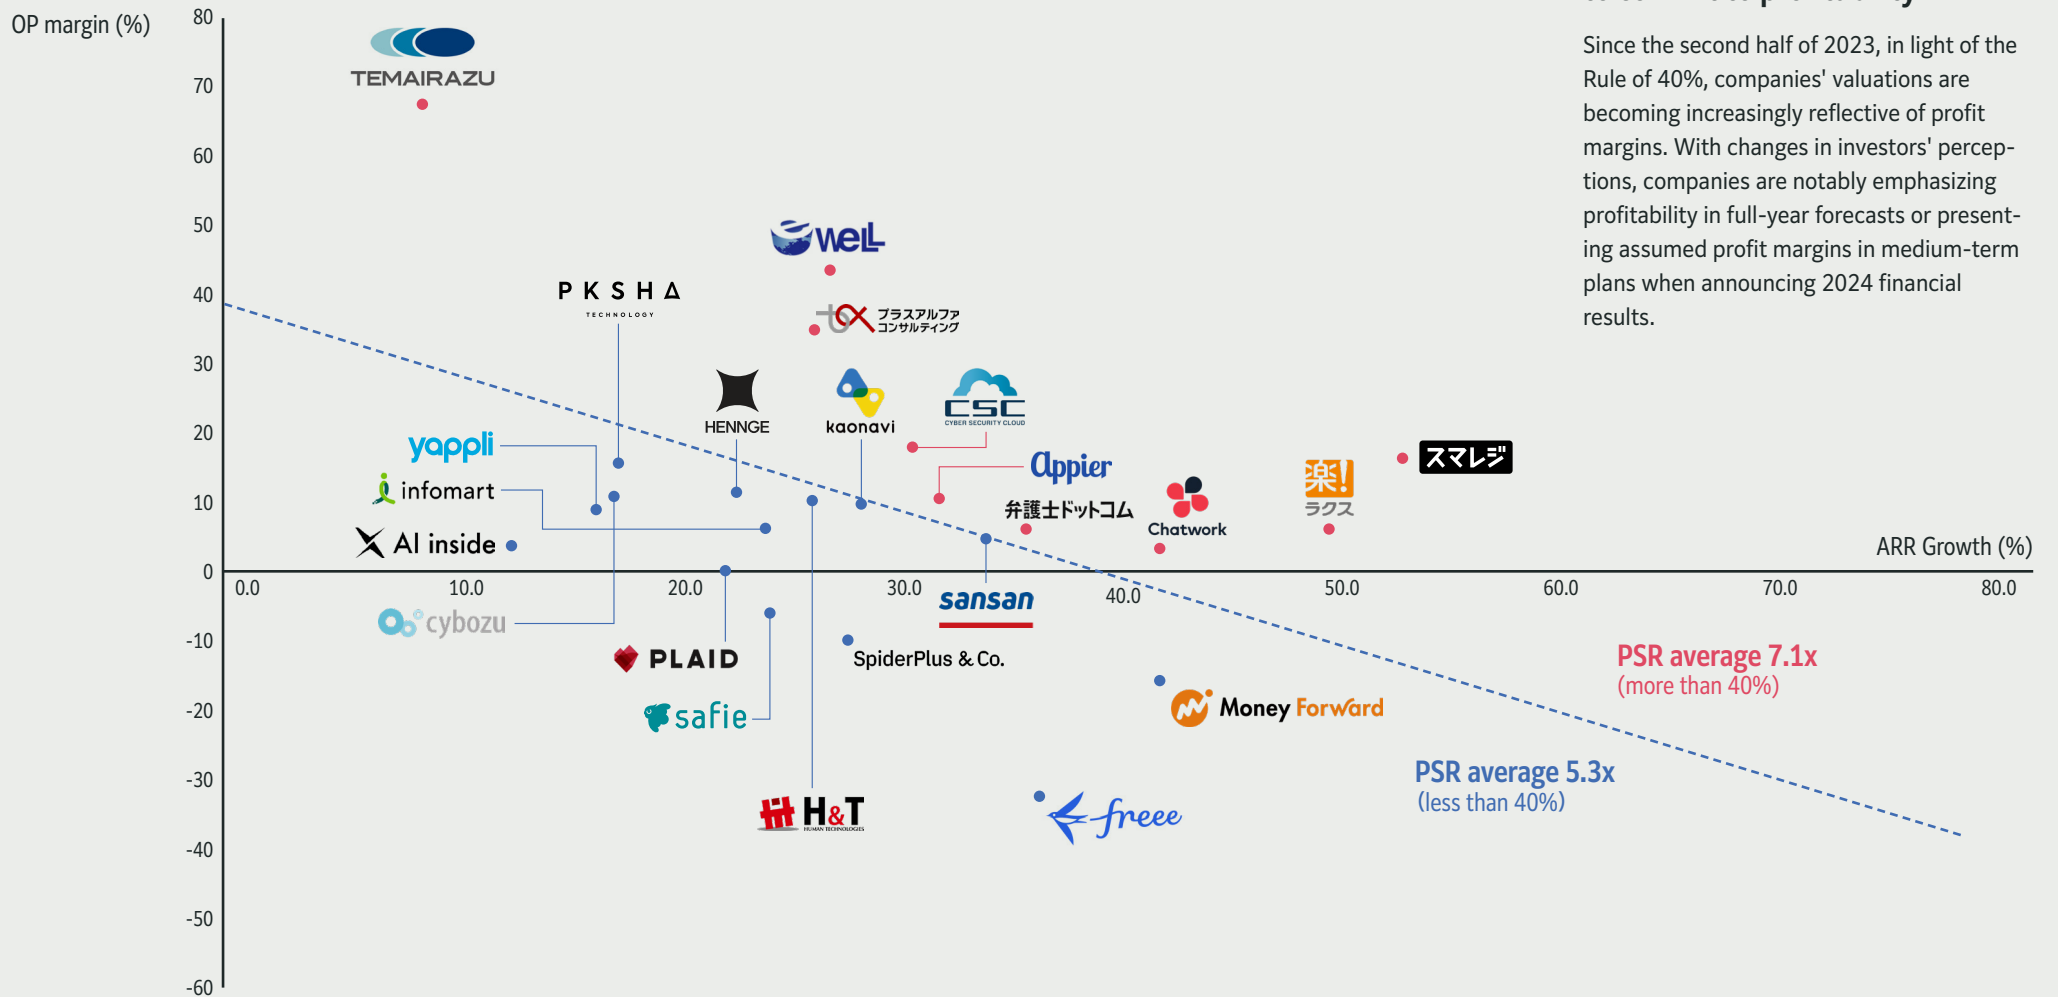 OP margin (%)
80
70
60
50
40
30
20
10
0
-10
-20
-30
-40
-50
-60
Since the second half of 2023, in light of the
Rule of 40%, companies' valuations are
becoming increasingly reflective of profit
margins. With changes in investors' percep-
tions, companies are notably emphasizing
profitability in full-year forecasts or present-
ing assumed profit margins in medium-term
plans when announcing 2024 financial
results.
TEMAIRAZU
eWELL
PKSHA
TECHNOLOGY
プラスアルファ
コンサルティング
HENNGE
kaonavi
CSC
CYBER SECURITY CLOUD
yappli
infomart
AI inside
Appier
弁護士ドットコム
Chatwork
楽!
ラクス
スマレジ
ARR Growth (%)
0.0
10.0
20.0
30.0
40.0
50.0
60.0
70.0
80.0
cybozu
sansan
PLAID
SpiderPlus & Co.
safie
Money Forward
H&T
HUMAN TECHNOLOGIES
freee
PSR average 7.1x
(more than 40%)
PSR average 5.3x
(less than 40%)